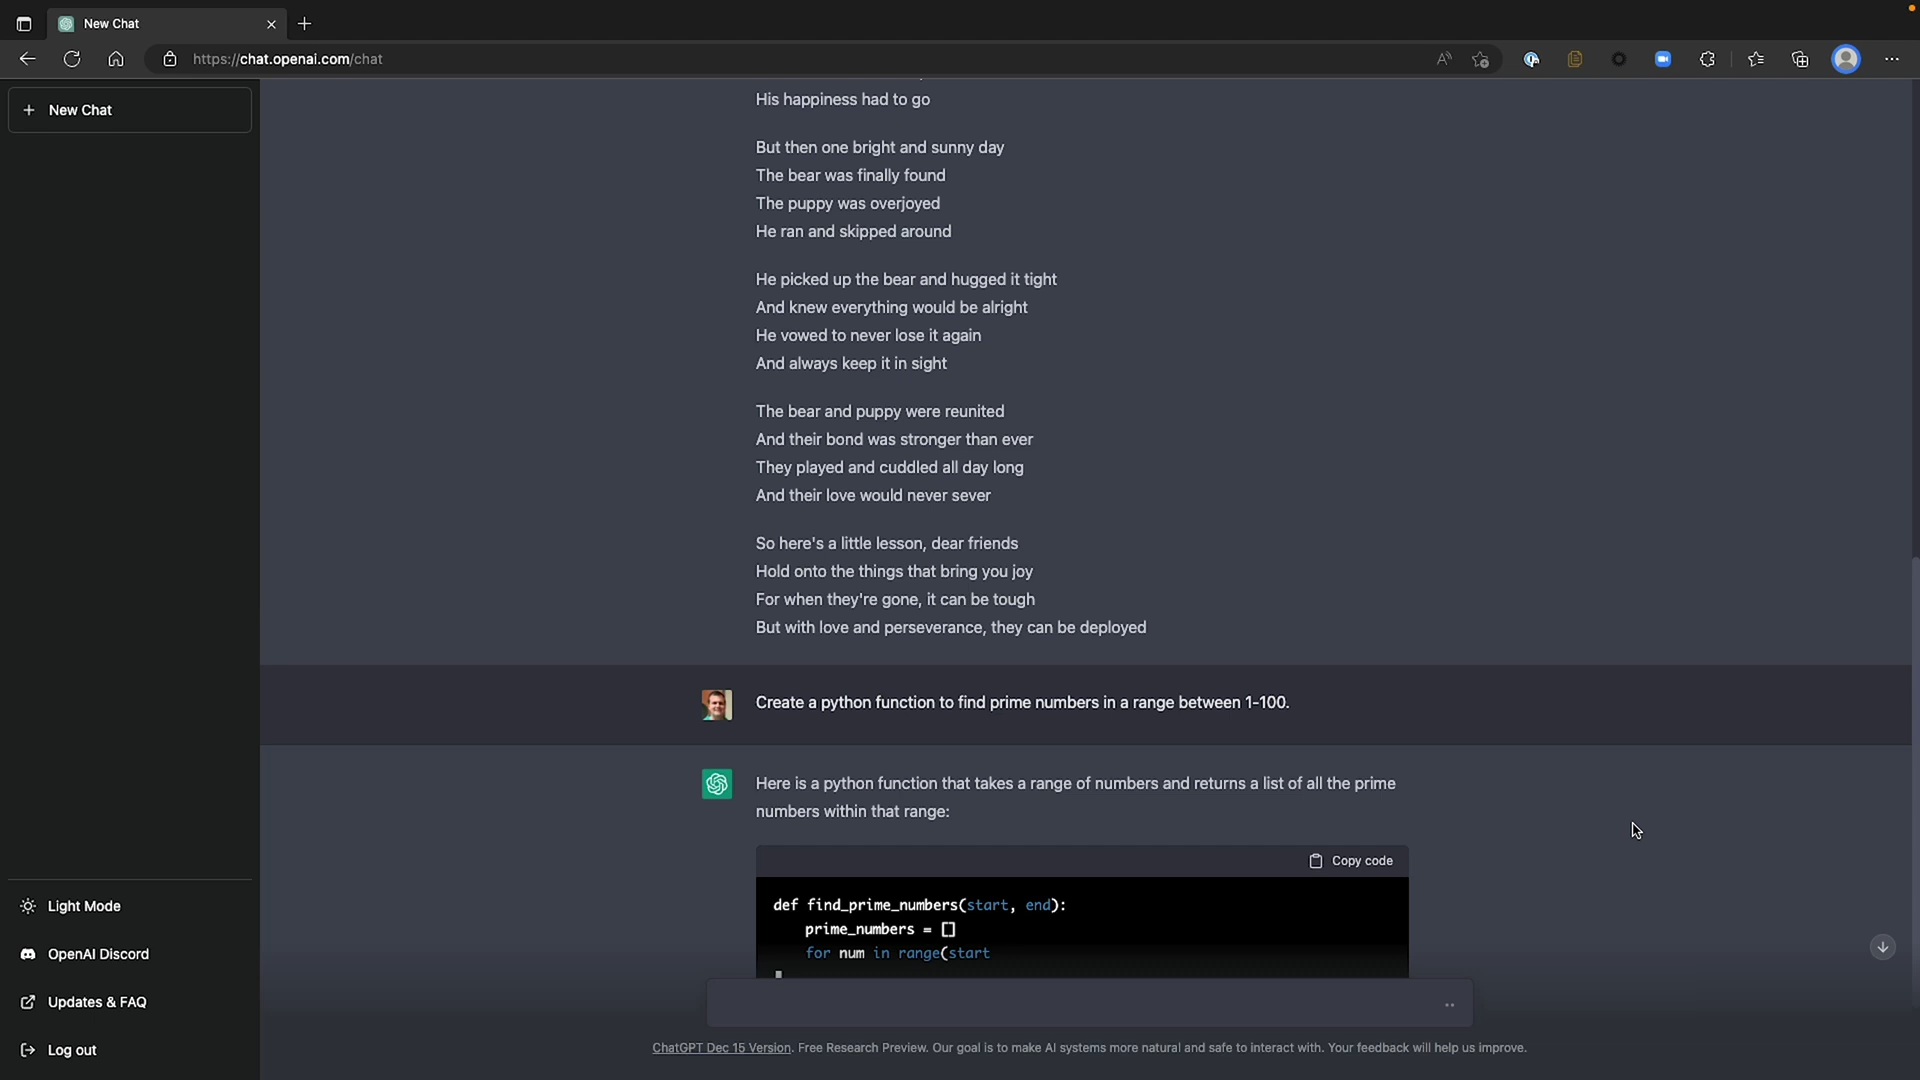 New Chat
https://chat.openai.com/chat
New Chat
His happiness had to go
But then one bright and sunny day
The bear was finally found
The puppy was overjoyed
He ran and skipped around
He picked up the bear and hugged it tight
And knew everything would be alright
He vowed to never lose it again
And always keep it in sight
The bear and puppy were reunited
And their bond was stronger than ever
They played and cuddled all day long
And their love would never sever
So here's a little lesson, dear friends
Hold onto the things that bring you joy
For when they're gone, it can be tough
But with love and perseverance, they can be deployed
Create a python function to find prime numbers in a range between 1-100.
Here is a python function that takes a range of numbers and returns a list of all the prime
numbers within that range:
Copy code
def find_prime_numbers(start, end):
    prime_numbers = []
    for num in range(start
Light Mode
OpenAI Discord
Updates & FAQ
Log out
ChatGPT Dec 15 Version. Free Research Preview. Our goal is to make AI systems more natural and safe to interact with. Your feedback will help us improve.